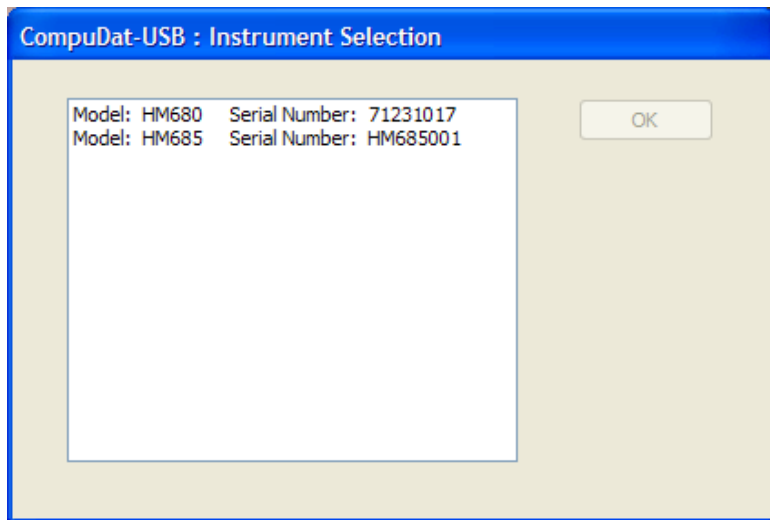 CompuDat-USB : Instrument Selection
Model: HM680 Serial Number: 71231017
Model: HM685 Serial Number: HM685001
OK